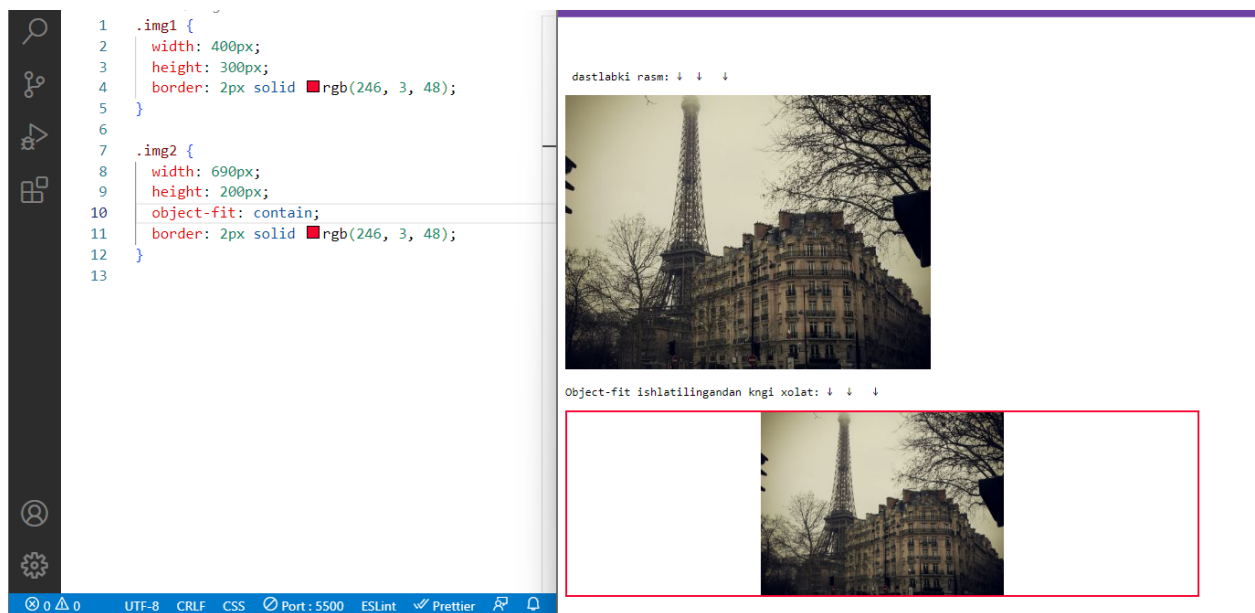 1 .img1 {
2 width: 400px;
3 height: 300px;
4 border: 2px solid rgb(246, 3, 48);
5 }
6
7 .img2 {
8 width: 690px;
9 height: 200px;
10 object-fit: contain;
11 border: 2px solid rgb(246, 3, 48);
12 }
13
0 0 UTF-8 CRLF CSS Port : 5500 ESLint Prettier
dastlabki rasm: ↓ ↓ ↓
Object-fit ishlatilingandan kngi xolat: ↓ ↓ ↓